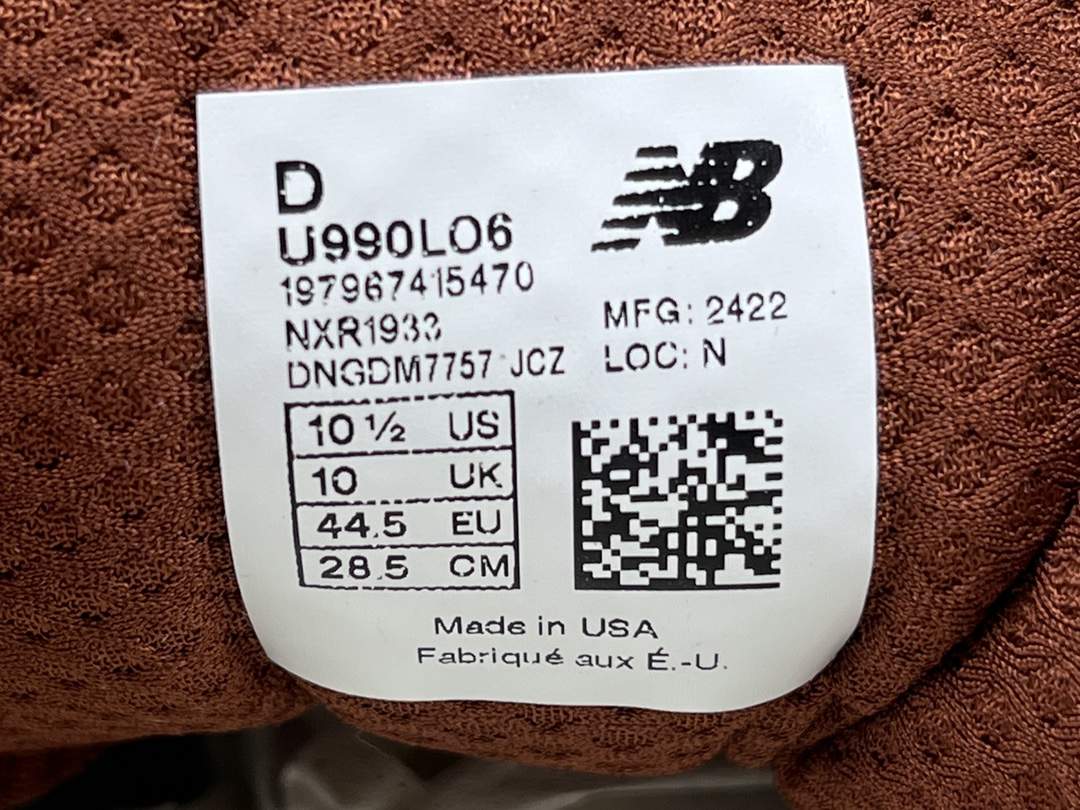 D
NB
U990LO6
197967415470
NXR1933
MFG: 2422
DNGDM7757 JCZ
LOC: N
10 ½ US
10 UK
44.5 EU
28.5 CM
Made in USA
Fabriqué aux É.-U.